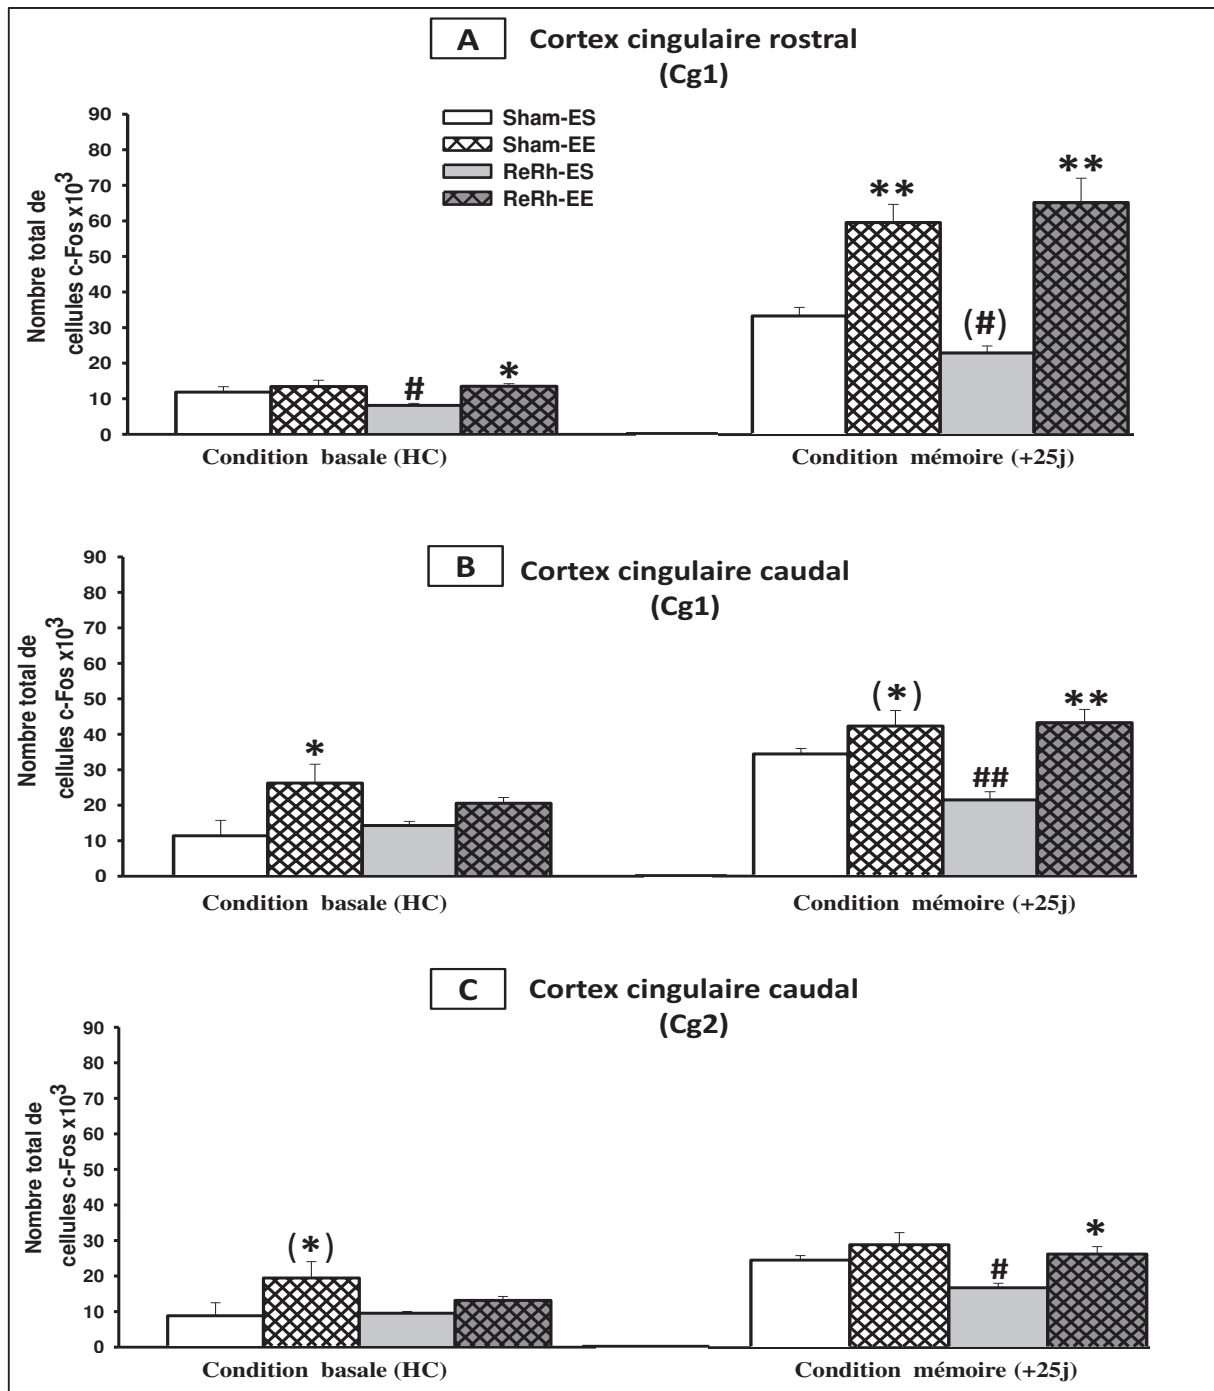 A Cortex cingulaire rostral
(Cg1)
Nombre total de
cellules c-Fos x10³
90
80
70
60
50
40
30
20
10
0
Sham-ES
Sham-EE
ReRh-ES
ReRh-EE
#
*
**
(#)
**
Condition basale (HC)
Condition mémoire (+25j)
B Cortex cingulaire caudal
(Cg1)
Nombre total de
cellules c-Fos x10³
90
80
70
60
50
40
30
20
10
0
*
(*)
##
**
Condition basale (HC)
Condition mémoire (+25j)
C Cortex cingulaire caudal
(Cg2)
Nombre total de
cellules c-Fos x10³
90
80
70
60
50
40
30
20
10
0
(*)
#
*
Condition basale (HC)
Condition mémoire (+25j)